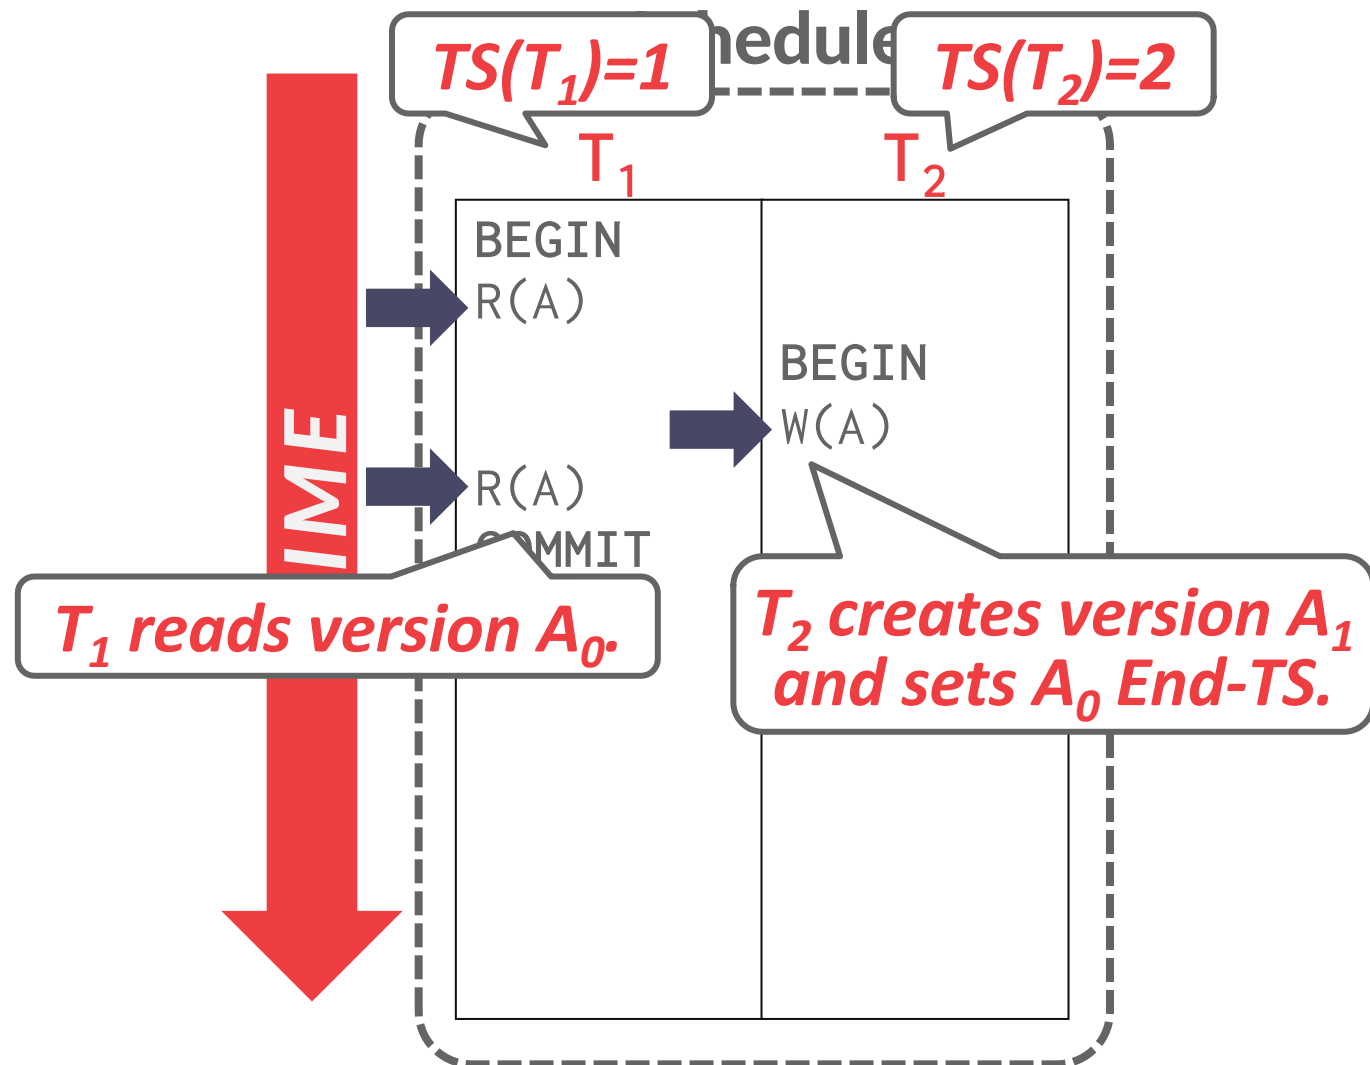 hedule
TS(T₁)=1
TS(T₂)=2
T₁
T₂
BEGIN
R(A)
BEGIN
W(A)
R(A)
COMMIT
IME
T₁ reads version A₀.
T₂ creates version A₁
and sets A₀ End-TS.